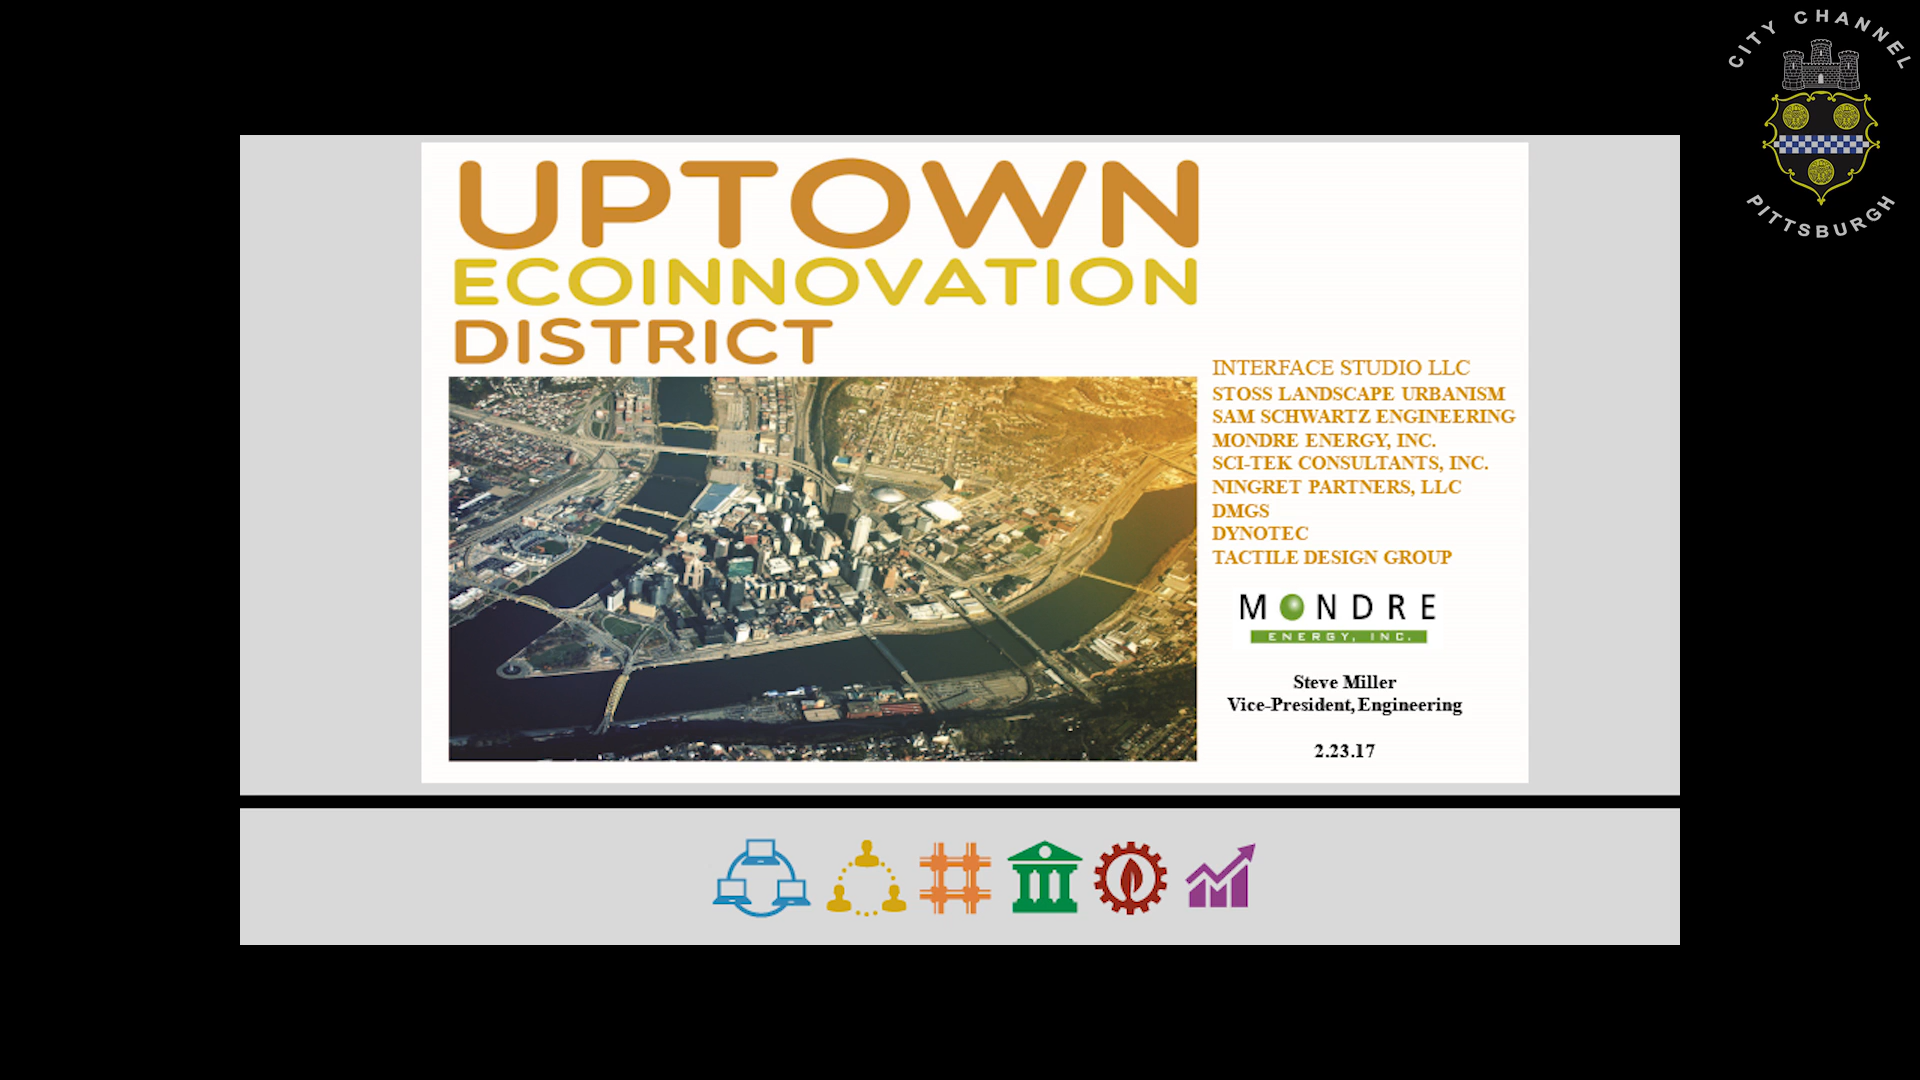 CITY CHANNEL
PITTSBURGH
UPTOWN
ECOINNOVATION
DISTRICT
INTERFACE STUDIO LLC
STOSS LANDSCAPE URBANISM
SAM SCHWARTZ ENGINEERING
MONDRE ENERGY, INC.
SCI-TEK CONSULTANTS, INC.
NINGRET PARTNERS, LLC
DMGS
DYNOTEC
TACTILE DESIGN GROUP
MONDRE
ENERGY, INC.
Steve Miller
Vice-President, Engineering
2.23.17